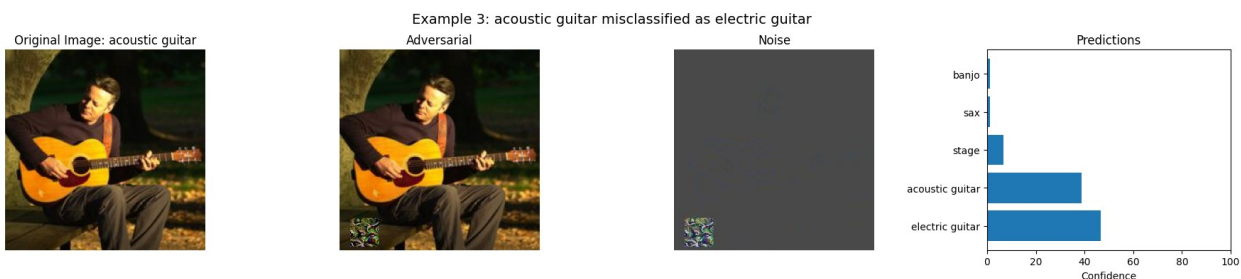 Example 3: acoustic guitar misclassified as electric guitar
Original Image: acoustic guitar
Adversarial
Noise
Predictions
banjo
sax
stage
acoustic guitar
electric guitar
0 20 40 60 80 100
Confidence